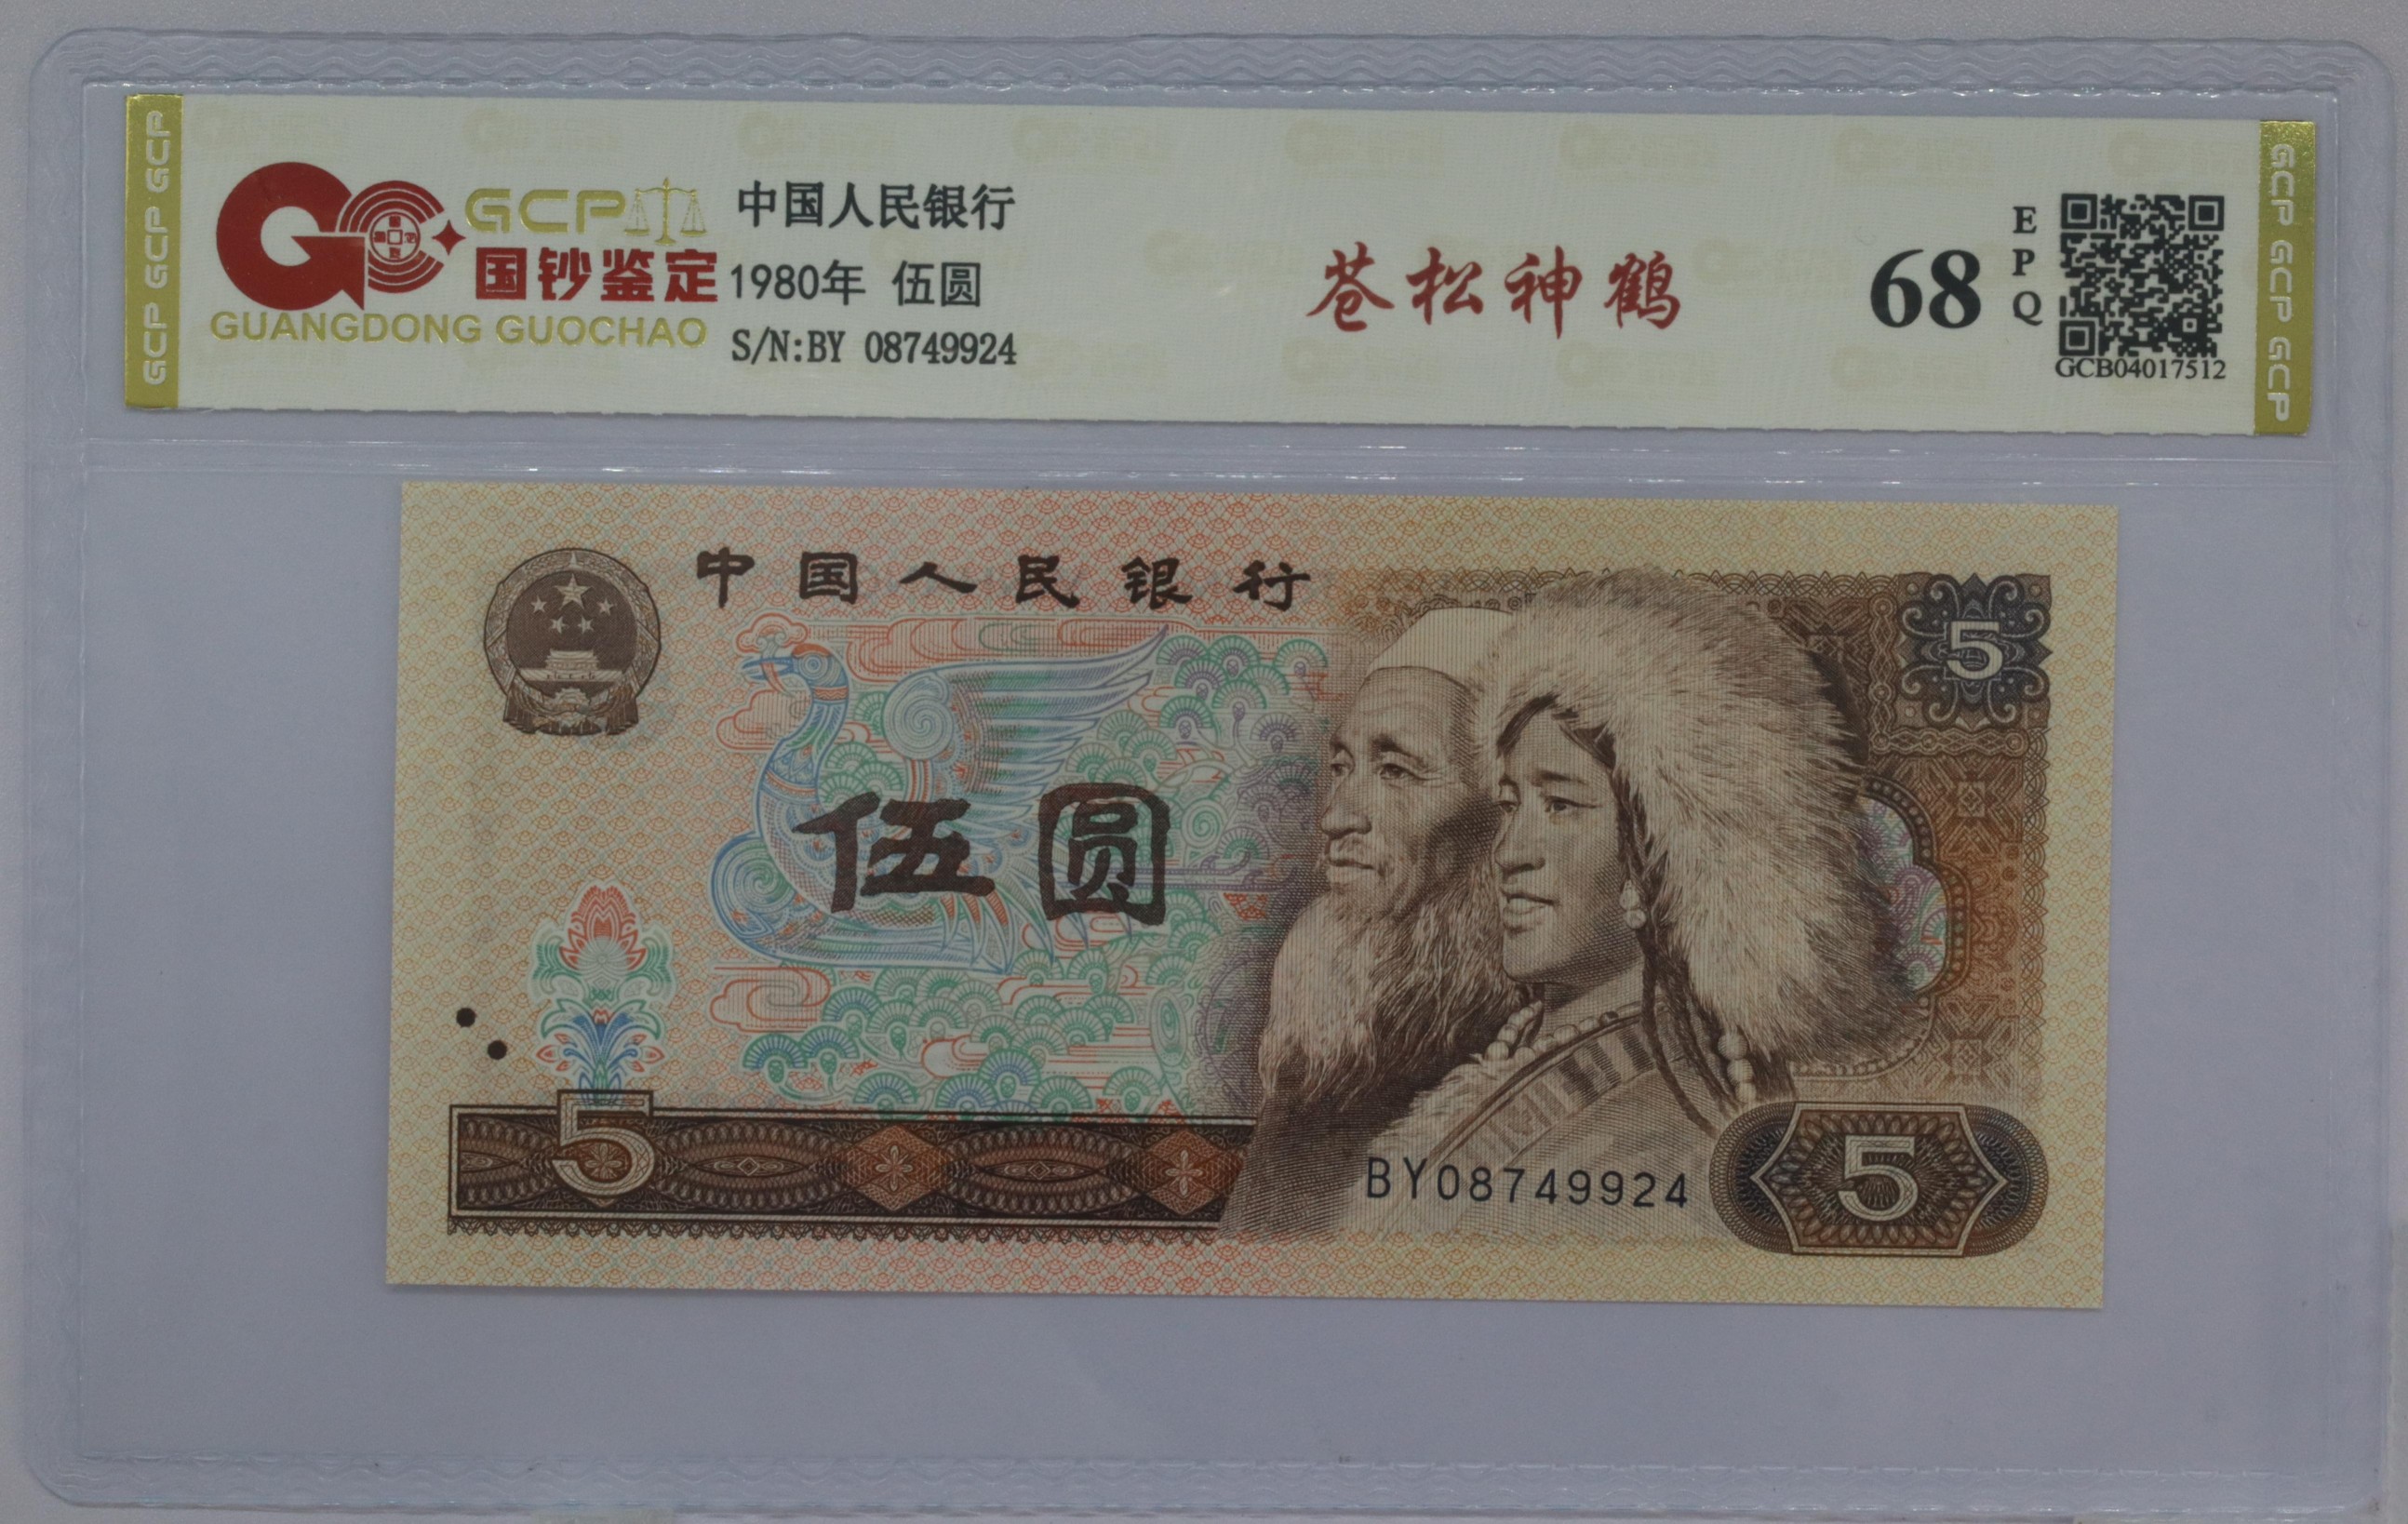 GCP GCP GCP
GCP
国钞鉴定
GUANGDONG GUOCHAO
中国人民银行
1980年 伍圆
S/N:BY 08749924
苍松神鹤
68
EPQ
GCB04017512
GCP GCP GCP
中国人民银行
5
伍圆
5
BY08749924
5